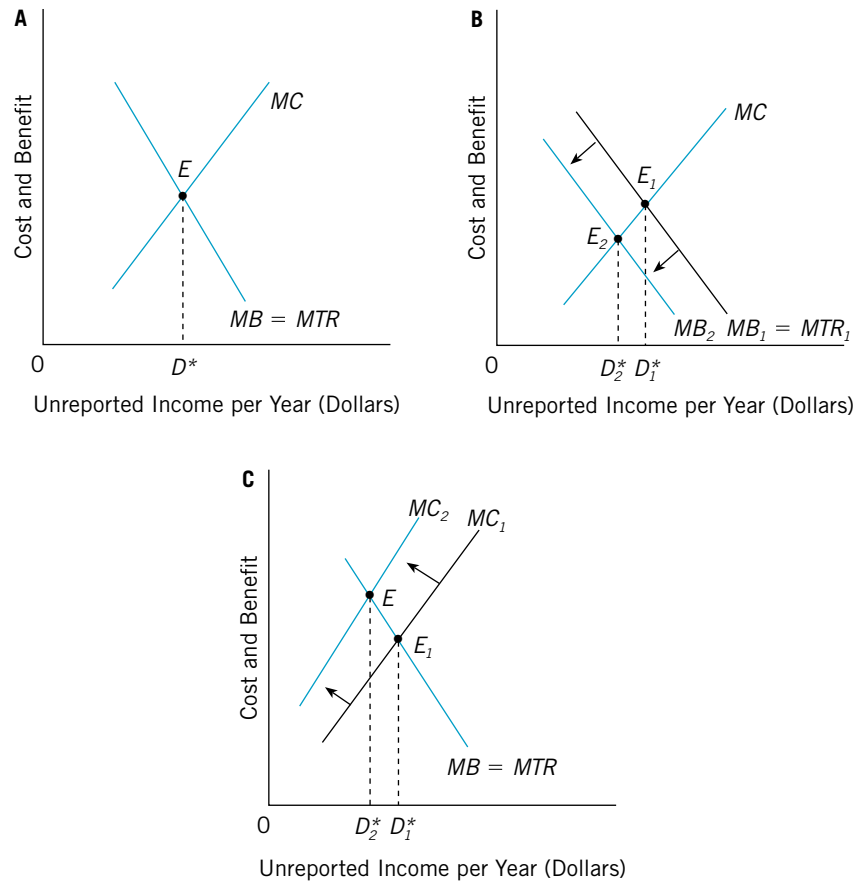 A
Cost and Benefit
MC
E
MB = MTR
0
D*
Unreported Income per Year (Dollars)
B
Cost and Benefit
MC
E₁
E₂
MB₂ MB₁ = MTR₁
0
D₂* D₁*
Unreported Income per Year (Dollars)
C
Cost and Benefit
MC₂ MC₁
E
E₁
MB = MTR
0
D₂* D₁*
Unreported Income per Year (Dollars)